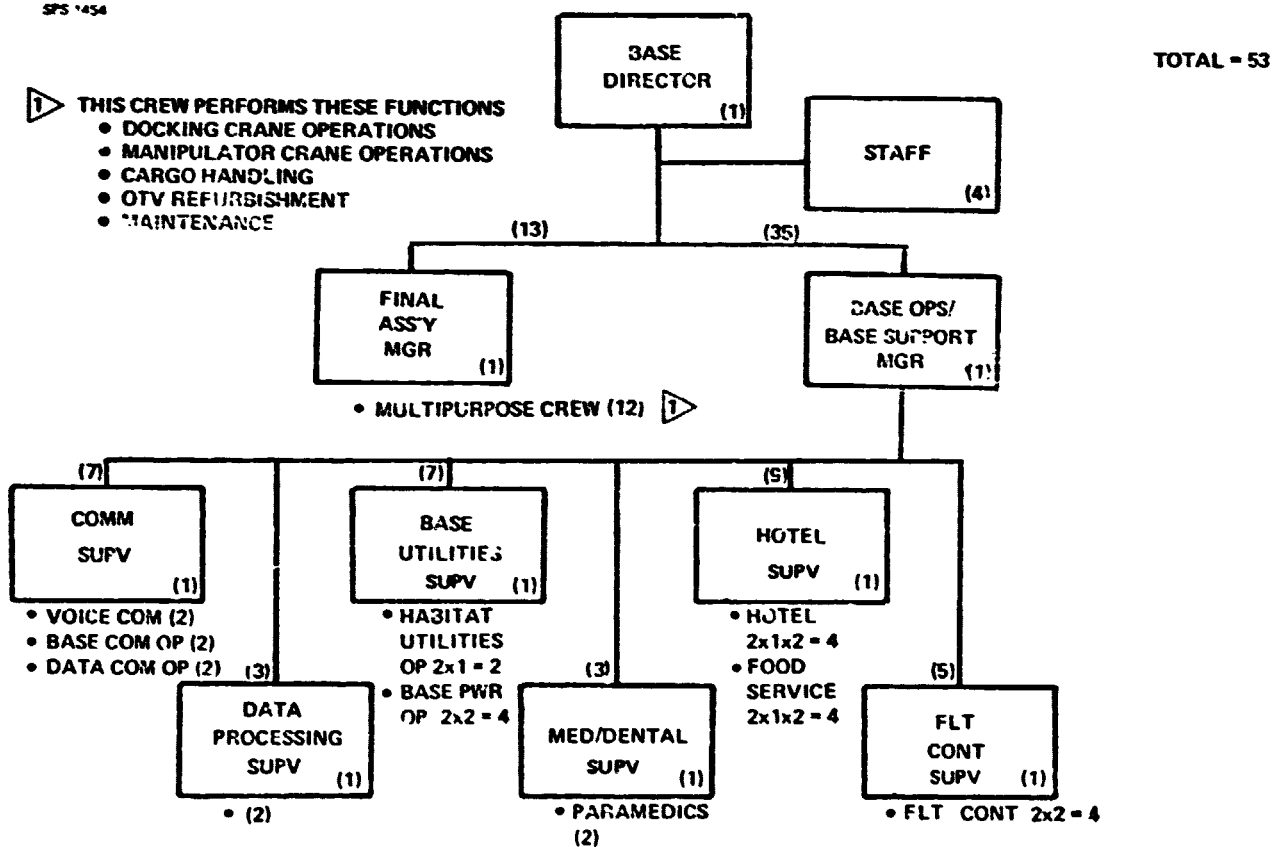 SPS 1454
TOTAL = 53
BASE
DIRECTOR
(1)
STAFF
(4)
1 THIS CREW PERFORMS THESE FUNCTIONS
• DOCKING CRANE OPERATIONS
• MANIPULATOR CRANE OPERATIONS
• CARGO HANDLING
• OTV REFURBISHMENT
• MAINTENANCE
(13)
(35)
FINAL
ASS'Y
MGR
(1)
• MULTIPURPOSE CREW (12) 1
BASE OPS/
BASE SUPPORT
MGR
(1)
(7)
COMM
SUPV
(1)
• VOICE COM (2)
• BASE COM OP (2)
• DATA COM OP (2)
(3)
DATA
PROCESSING
SUPV
(1)
• (2)
(7)
BASE
UTILITIES
SUPV
(1)
• HABITAT
UTILITIES
OP 2x1 = 2
• BASE PWR
OP 2x2 = 4
(3)
MED/DENTAL
SUPV
(1)
• PARAMEDICS
(2)
HOTEL
SUPV
(1)
• HOTEL
2x1x2 = 4
• FOOD
SERVICE
2x1x2 = 4
(5)
FLT
CONT
SUPV
(1)
• FLT CONT 2x2 = 4